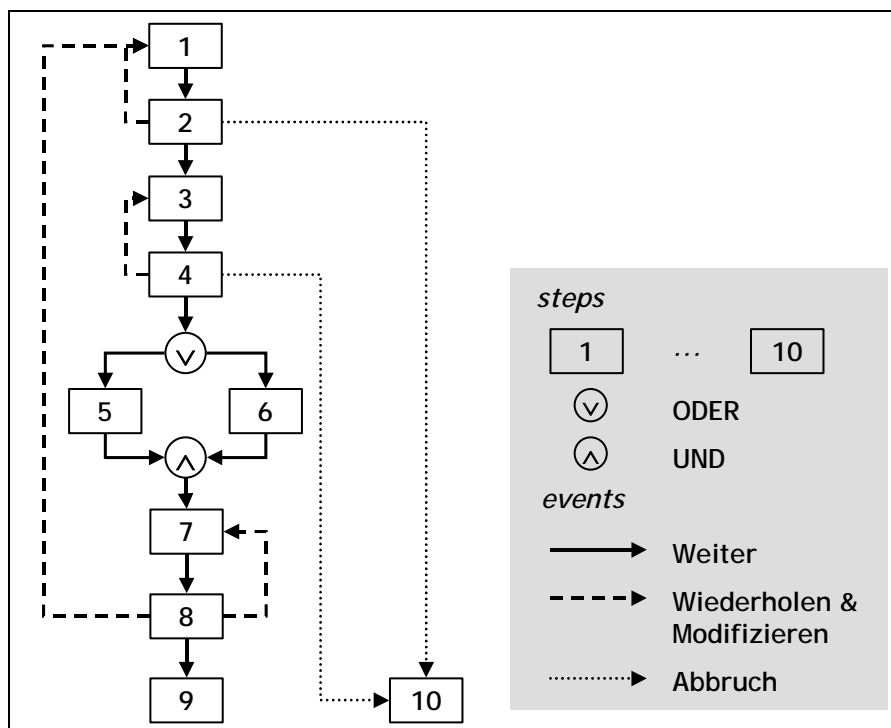 1
2
3
4
∨
5
6
∧
7
8
9
10
steps
1 ... 10
∨ ODER
∧ UND
events
Weiter
Wiederholen &
Modifizieren
Abbruch